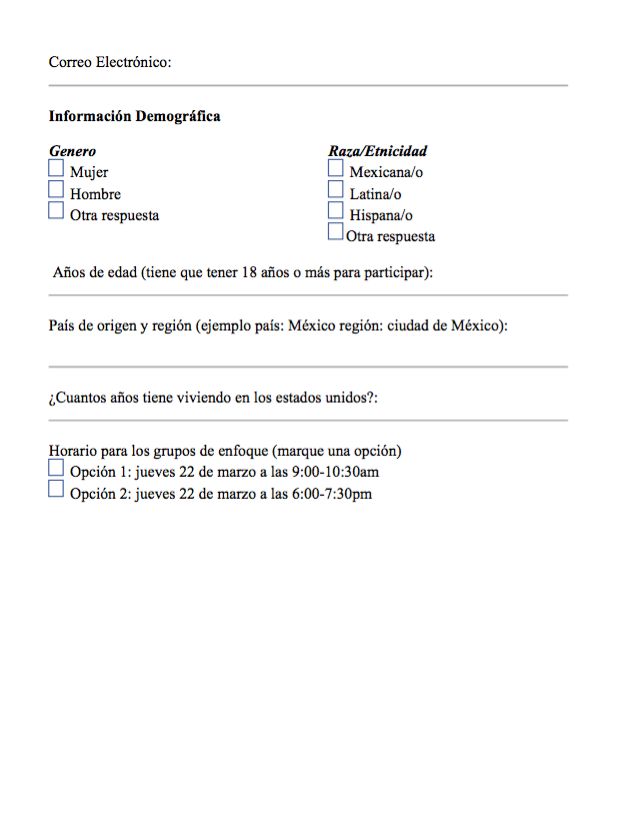 Correo Electrónico:
Información Demográfica
Genero
Mujer
Hombre
Otra respuesta
Raza/Etnicidad
Mexicana/o
Latina/o
Hispana/o
Otra respuesta
Años de edad (tiene que tener 18 años o más para participar):
País de origen y región (ejemplo país: México región: ciudad de México):
¿Cuantos años tiene viviendo en los estados unidos?:
Horario para los grupos de enfoque (marque una opción)
Opción 1: jueves 22 de marzo a las 9:00-10:30am
Opción 2: jueves 22 de marzo a las 6:00-7:30pm